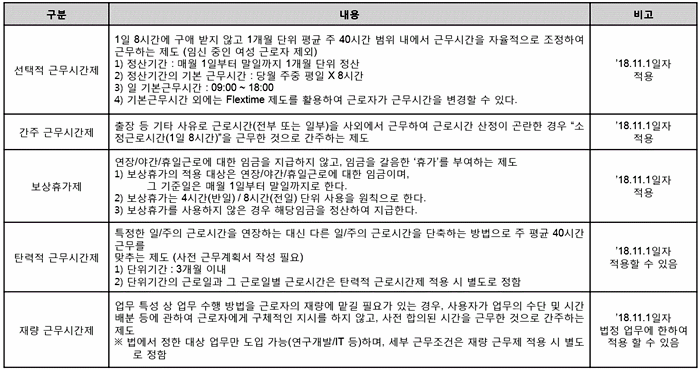 구분 내용 비고
선택적 근무시간제
1일 8시간에 구애 받지 않고 1개월 단위 평균 주 40시간 범위 내에서 근무시간을 자율적으로 조정하여
근무하는 제도 (임신 중인 여성 근로자 제외)
1) 정산기간 : 매월 1일부터 말일까지 1개월 단위 정산
2) 정산기간의 기본 근무시간 : 당월 주중 평일 X 8시간
3) 일 기본근무시간 : 09:00 ~ 18:00
4) 기본근무시간 외에는 Flextime 제도를 활용하여 근로자가 근무시간을 변경할 수 있다.
'18.11.1일자
적용
간주 근무시간제
출장 등 기타 사유로 근로시간(전부 또는 일부)을 사외에서 근무하여 근로시간 산정이 곤란한 경우 “소
정근로시간(1일 8시간)”을 근무한 것으로 간주하는 제도
'18.11.1일자
적용
보상휴가제
연장/야간/휴일근로에 대한 임금을 지급하지 않고, 임금을 갈음한 ‘휴가’를 부여하는 제도
1) 보상휴가의 적용 대상은 연장/야간/휴일근로에 대한 임금이며,
그 기준일은 매월 1일부터 말일까지로 한다.
2) 보상휴가는 4시간(반일) / 8시간(전일) 단위 사용을 원칙으로 한다.
3) 보상휴가를 사용하지 않은 경우 해당임금을 정산하여 지급한다.
'18.11.1일자
적용
탄력적 근무시간제
특정한 일/주의 근로시간을 연장하는 대신 다른 일/주의 근로시간을 단축하는 방법으로 주 평균 40시간
근무를
맞추는 제도 (사전 근무계획서 작성 필요)
1) 단위기간 : 3개월 이내
2) 단위기간의 근로일과 그 근로일별 근로시간은 탄력적 근로시간제 적용 시 별도로 정함
'18.11.1일자
적용할 수 있음
재량 근무시간제
업무 특성 상 업무 수행 방법을 근로자의 재량에 맡길 필요가 있는 경우, 사용자가 업무의 수단 및 시간
배분 등에 관하여 근로자에게 구체적인 지시를 하지 않고, 사전 합의된 시간을 근무한 것으로 간주하는
제도
※ 법에서 정한 대상 업무만 도입 가능(연구개발/IT 등)하며, 세부 근무조건은 재량 근무제 적용 시 별도
로 정함
'18.11.1일자
법정 업무에 한하여
적용 할 수 있음